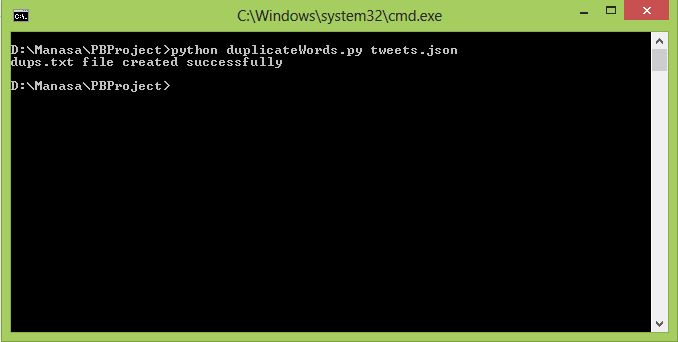 C:\Windows\system32\cmd.exe
D:\Manasa\PBProject>python duplicateWords.py tweets.json
dups.txt file created successfully
D:\Manasa\PBProject>